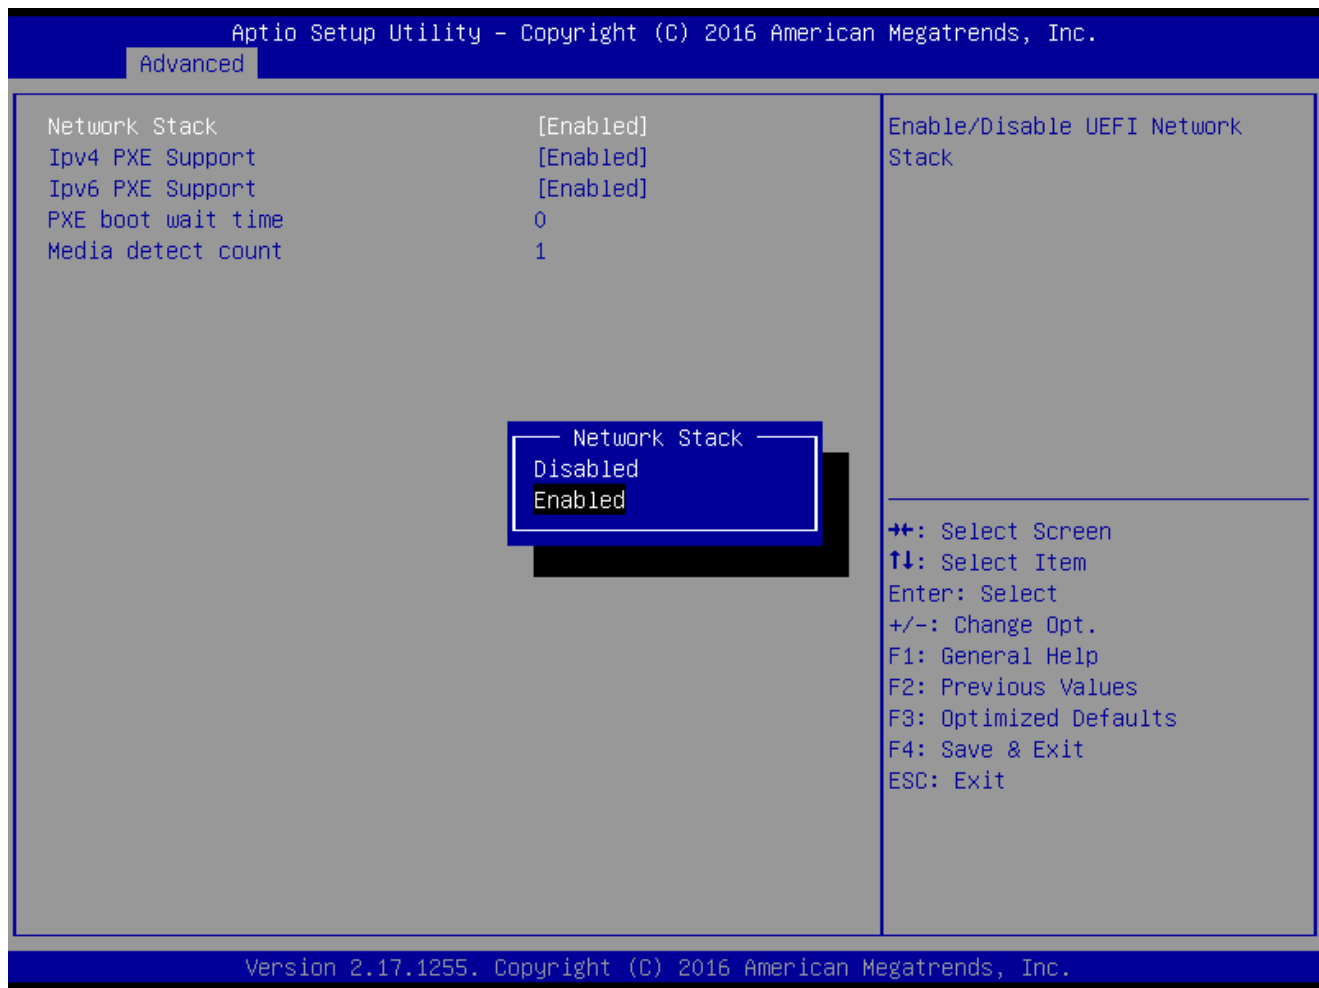 Aptio Setup Utility – Copyright (C) 2016 American Megatrends, Inc.
Advanced
Network Stack [Enabled]
Ipv4 PXE Support [Enabled]
Ipv6 PXE Support [Enabled]
PXE boot wait time 0
Media detect count 1
Enable/Disable UEFI Network
Stack
Network Stack
Disabled
Enabled
→←: Select Screen
↑↓: Select Item
Enter: Select
+/-: Change Opt.
F1: General Help
F2: Previous Values
F3: Optimized Defaults
F4: Save & Exit
ESC: Exit
Version 2.17.1255. Copyright (C) 2016 American Megatrends, Inc.